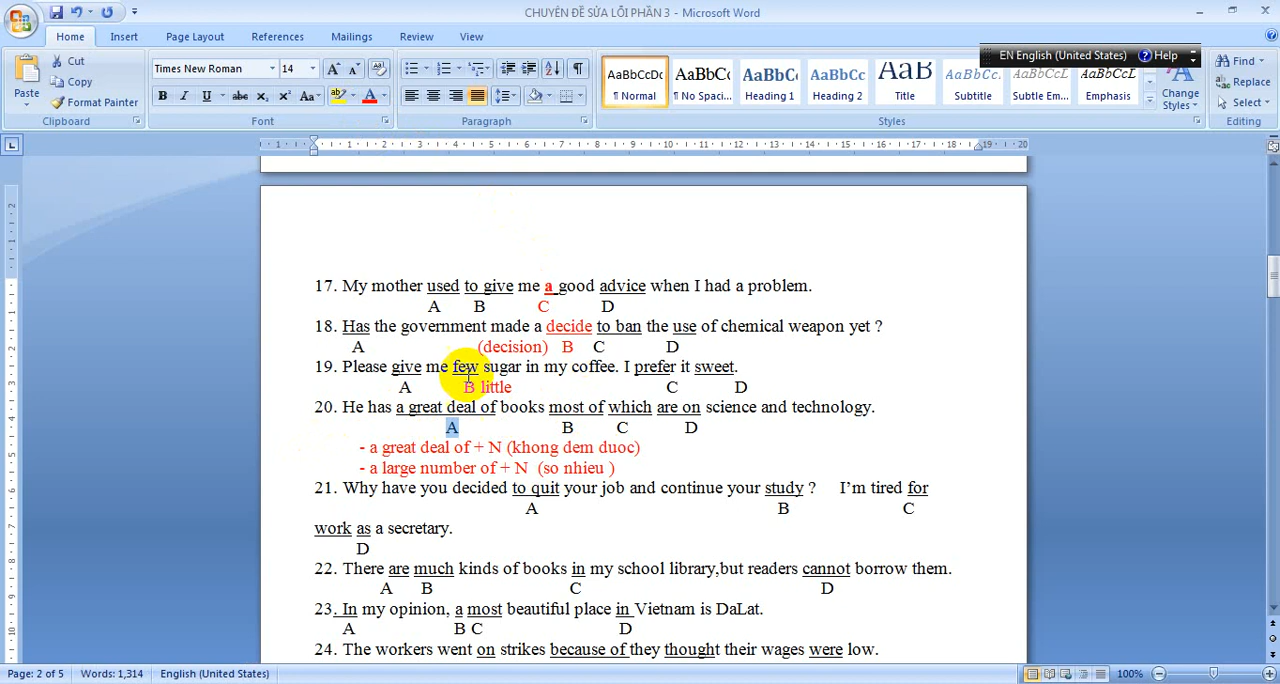 CHUYÊN ĐỀ SỬA LỖI PHẦN 3 - Microsoft Word
Home Insert Page Layout References Mailings Review View
EN English (United States) Help
Paste Cut Copy Format Painter
Times New Roman 14
AaBbCcDc AaBbCc AaBbC AaBbCc AaB AaBbCc. AaBbCc. AaBbCcL
¶ Normal ¶ No Spaci... Heading 1 Heading 2 Title Subtitle Subtle Em... Emphasis
Change Styles
Find Replace Select
Clipboard Font Paragraph Styles Editing
17. My mother used to give me a good advice when I had a problem.
A B C D
18. Has the government made a decide to ban the use of chemical weapon yet ?
A (decision) B C D
19. Please give me few sugar in my coffee. I prefer it sweet.
A B little C D
20. He has a great deal of books most of which are on science and technology.
A B C D
- a great deal of + N (khong dem duoc)
- a large number of + N (so nhieu )
21. Why have you decided to quit your job and continue your study ? I’m tired for
A B C
work as a secretary.
D
22. There are much kinds of books in my school library,but readers cannot borrow them.
A B C D
23. In my opinion, a most beautiful place in Vietnam is DaLat.
A B C D
24. The workers went on strikes because of they thought their wages were low.
Page: 2 of 5 Words: 1,314 English (United States) 100%